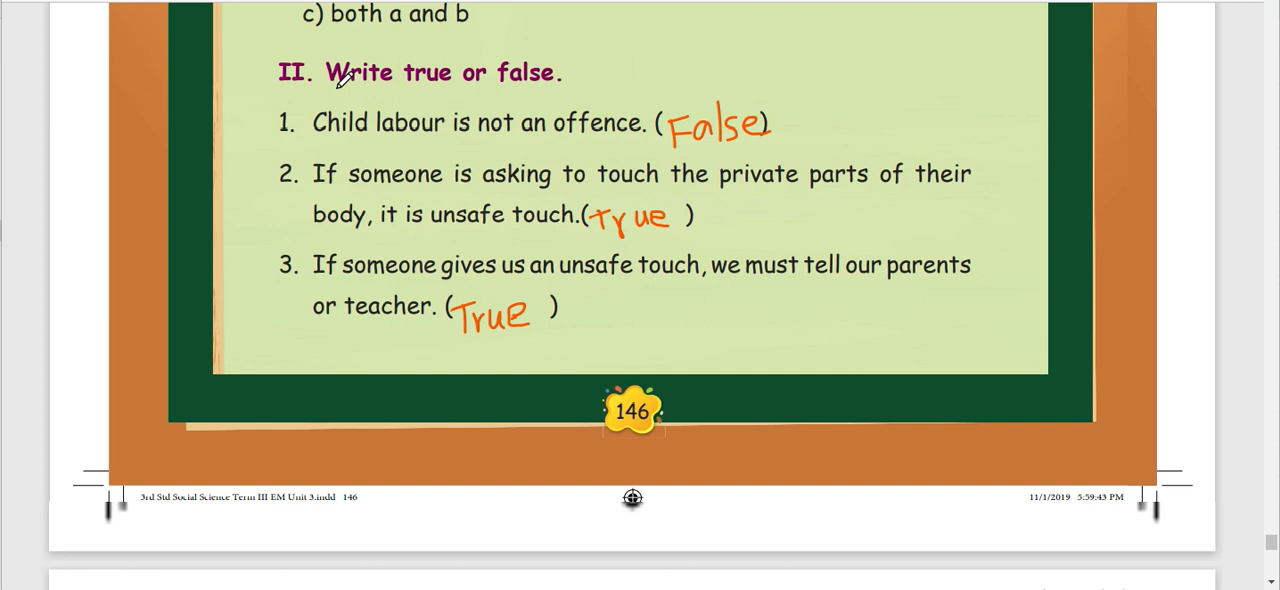 c) both a and b
II. Write true or false.
1. Child labour is not an offence. (False)
2. If someone is asking to touch the private parts of their
body, it is unsafe touch.(True )
3. If someone gives us an unsafe touch, we must tell our parents
or teacher. (True )
146
3rd Std Social Science Term III EM Unit 3.indd 146 11/1/2019 5:59:43 PM